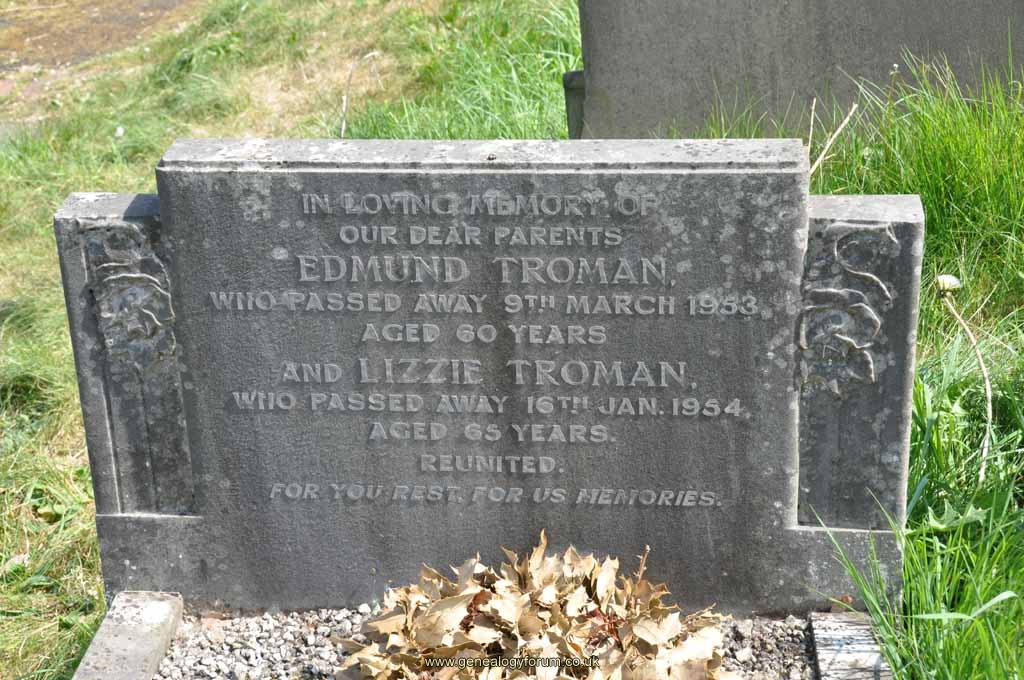 IN LOVING MEMORY OF
OUR DEAR PARENTS
EDMUND TROMAN,
WHO PASSED AWAY 9TH MARCH 1953,
AGED 60 YEARS
AND LIZZIE TROMAN,
WHO PASSED AWAY 16TH JAN. 1954,
AGED 65 YEARS.
REUNITED.
FOR YOU REST, FOR US MEMORIES.
www.genealogyforum.co.uk